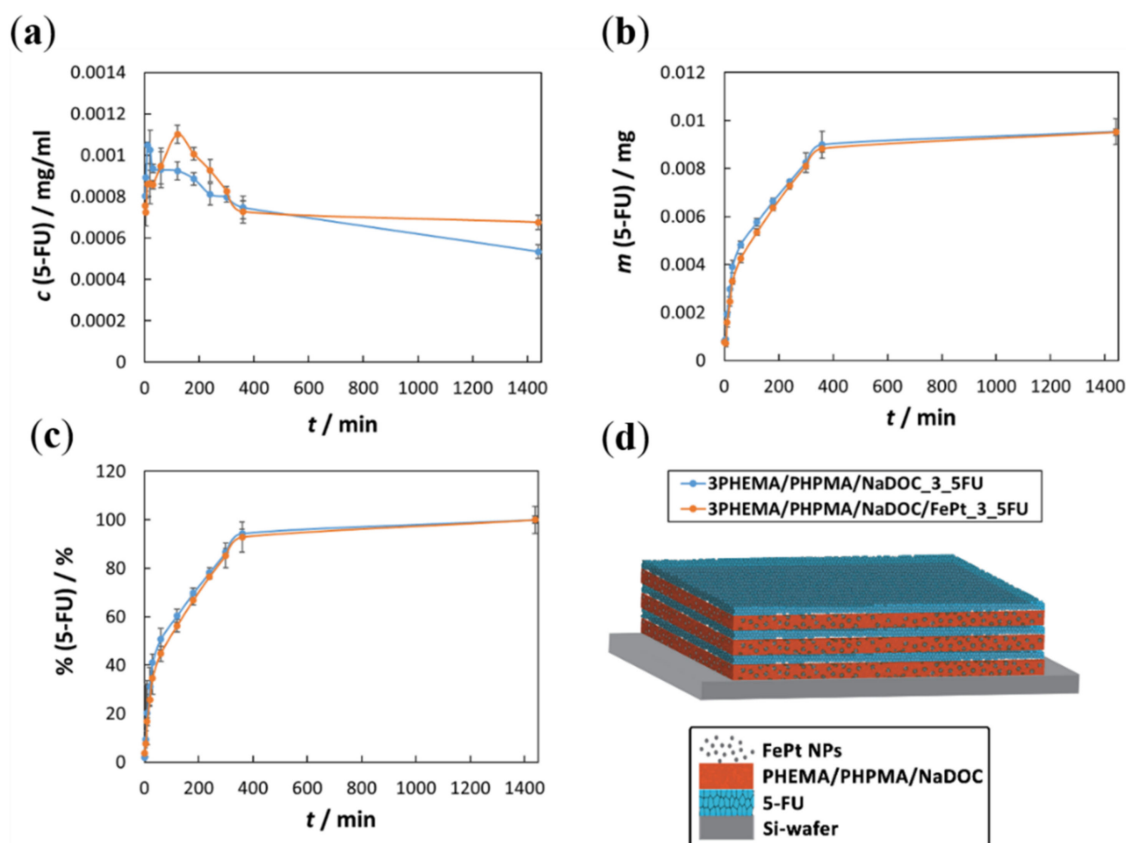 (a)
c (5-FU) / mg/ml
0.0014
0.0012
0.001
0.0008
0.0006
0.0004
0.0002
0
0 200 400 600 800 1000 1200 1400
t / min
(b)
m (5-FU) / mg
0.012
0.01
0.008
0.006
0.004
0.002
0
0 200 400 600 800 1000 1200 1400
t / min
(c)
% (5-FU) / %
120
100
80
60
40
20
0
0 200 400 600 800 1000 1200 1400
t / min
(d)
3PHEMA/PHPMA/NaDOC_3_5FU
3PHEMA/PHPMA/NaDOC/FePt_3_5FU
FePt NPs
PHEMA/PHPMA/NaDOC
5-FU
Si-wafer